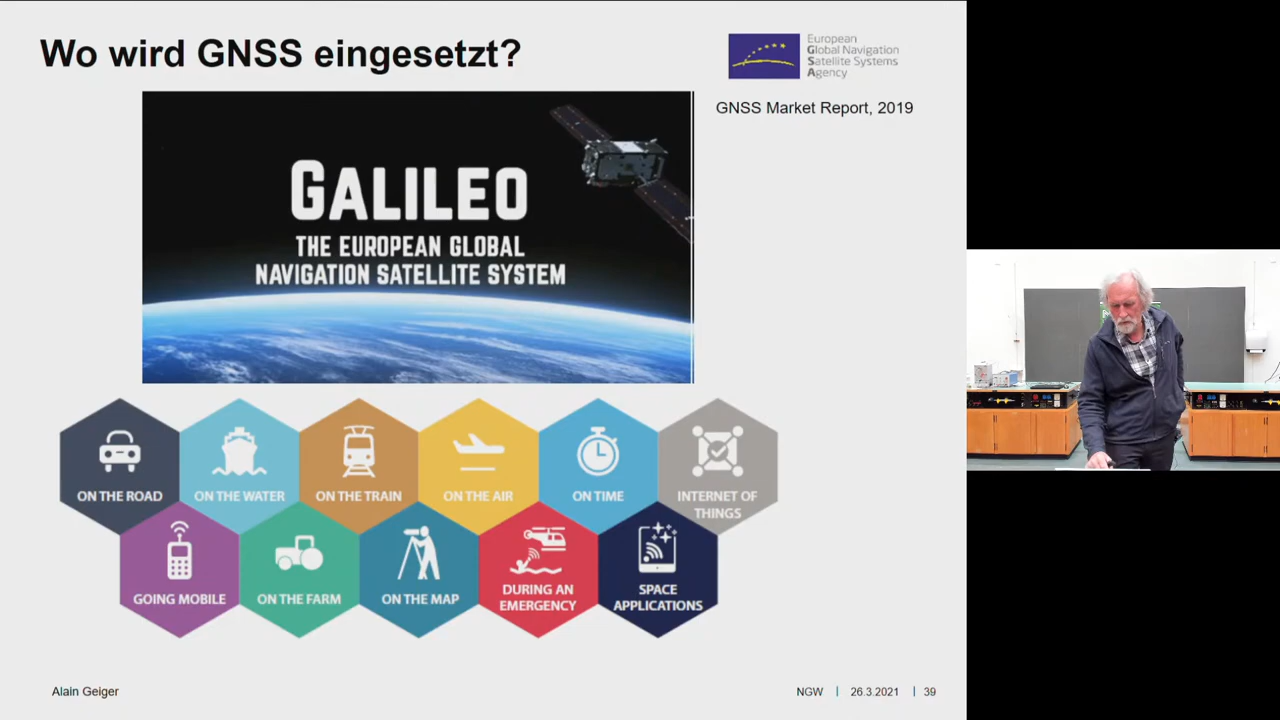 Wo wird GNSS eingesetzt?
European
Global Navigation
Satellite Systems
Agency
GNSS Market Report, 2019
GALILEO
THE EUROPEAN GLOBAL
NAVIGATION SATELLITE SYSTEM
ON THE ROAD
ON THE WATER
ON THE TRAIN
ON THE AIR
ON TIME
INTERNET OF
THINGS
GOING MOBILE
ON THE FARM
ON THE MAP
DURING AN
EMERGENCY
SPACE
APPLICATIONS
Alain Geiger
NGW | 26.3.2021 | 39